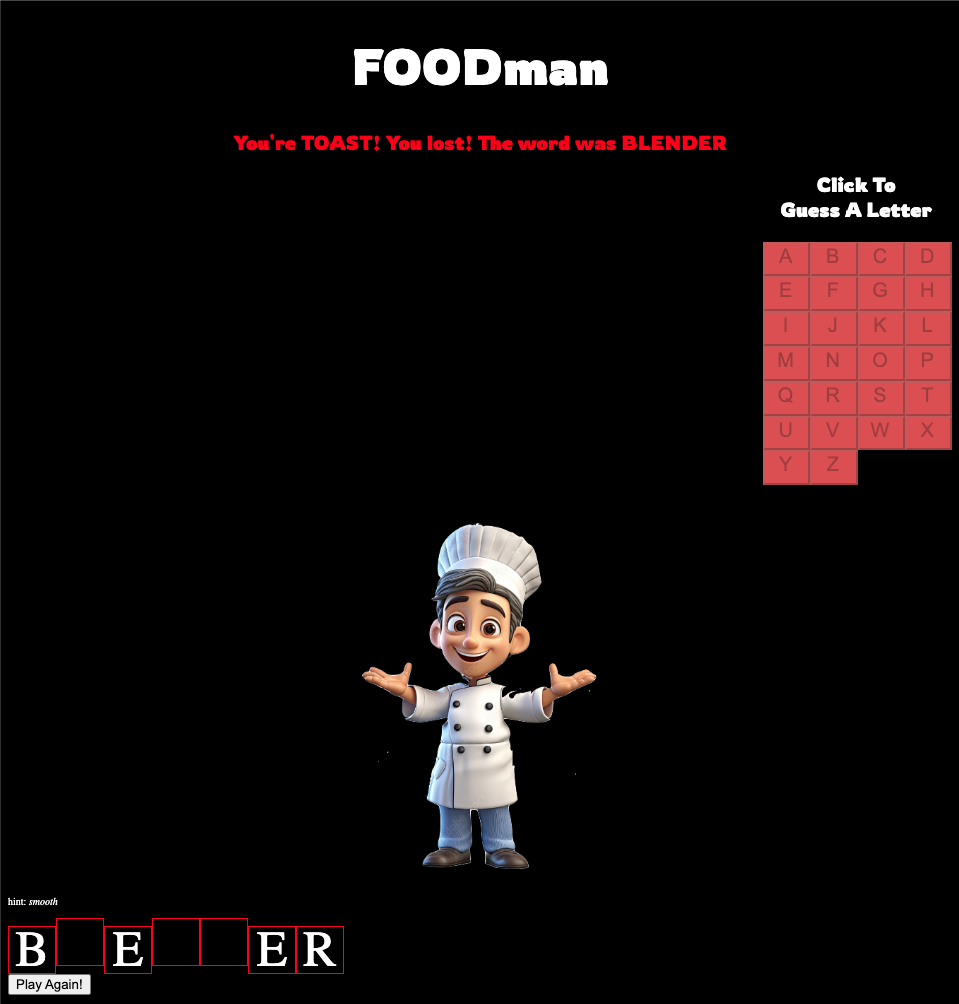 FOODman
You're TOAST! You lost! The word was BLENDER
Click To
Guess A Letter
A B C D
E F G H
I J K L
M N O P
Q R S T
U V W X
Y Z
hint: smooth
B E E R
Play Again!